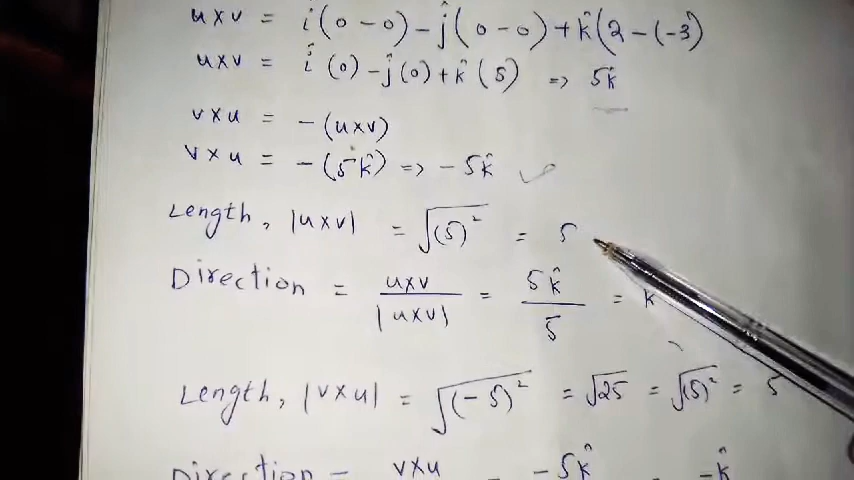 u×v = î(0-0)-ĵ(0-0)+k̂(2-(-3)
u×v = î(0)-ĵ(0)+k̂(5) => 5k̂
v×u = -(u×v)
v×u = -(5k̂) => -5k̂
Length, |u×v| = √(5)² = 5
Direction = u×v/|u×v| = 5k̂/5 = k
Length, |v×u| = √(-5)² = √25 = √(5)² = 5
Direction = v×u = -5k̂ = -k̂